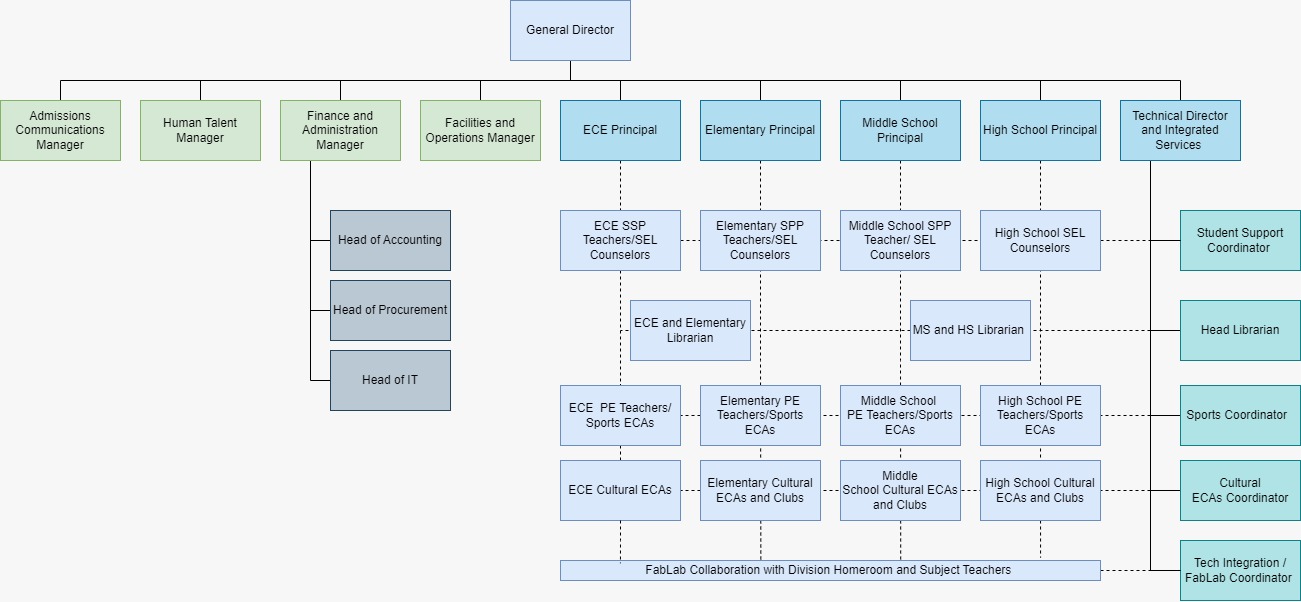 General Director
Admissions
Communications
Manager
Human Talent
Manager
Finance and
Administration
Manager
Facilities and
Operations Manager
ECE Principal
Elementary Principal
Middle School
Principal
High School Principal
Technical Director
and Integrated
Services
Head of Accounting
Head of Procurement
Head of IT
ECE SSP
Teachers/SEL
Counselors
Elementary SPP
Teachers/SEL
Counselors
Middle School SPP
Teacher/ SEL
Counselors
High School SEL
Counselors
Student Support
Coordinator
ECE and Elementary
Librarian
MS and HS Librarian
Head Librarian
ECE  PE Teachers/
Sports ECAs
Elementary PE
Teachers/Sports
ECAs
Middle School
PE Teachers/Sports
ECAs
High School PE
Teachers/Sports
ECAs
Sports Coordinator
ECE Cultural ECAs
Elementary Cultural
ECAs and Clubs
Middle
School Cultural ECAs
and Clubs
High School Cultural
ECAs and Clubs
Cultural
ECAs Coordinator
FabLab Collaboration with Division Homeroom and Subject Teachers
Tech Integration /
FabLab Coordinator